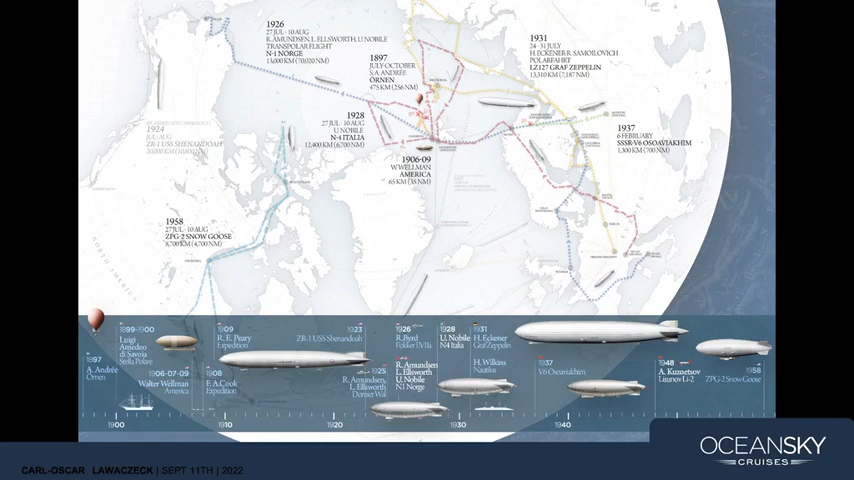 1926
27 JUL - 10 AUG
R. AMUNDSEN, L. ELLSWORTH, U. NOBILE
TRANSPOLAR FLIGHT
N-1 NORGE
1931
24 - 31 JULY
H. ECKENER R. SAMOILOVICH
POLARFAHRT
LZ127 GRAF ZEPPELIN
13,310 KM (7,187 NM)
1897
JULY-OCTOBER
S. A. ANDRÉE
ÖRNEN
475 KM (256 NM)
1928
27 JUL - 10 AUG
U. NOBILE
N-4 ITALIA
12,400 KM (6,700 NM)
1924
JUL - AUG
ZR-1 USS SHENANDOAH
1937
6 FEBRUARY
SSSR-V6 OSOAVIAKHIM
1,300 KM (700 NM)
1906-09
W. WELLMAN
AMERICA
65 KM (35 NM)
1958
27 JUL - 10 AUG
ZPG-2 SNOW GOOSE
8,700 KM (4,700 NM)
NORTH AMERICA
1897
A. Andrée
Örnen
1899-1900
Luigi
Amedeo
di Savoia
Stella Polare
1906-07-09
Walter Wellman
America
1908
F. A. Cook
Expedition
1909
R. E. Peary
Expedition
1923
ZR-1 USS Shenandoah
1925
R. Amundsen,
L. Ellsworth
Dornier Wal
1926
R. Byrd
Fokker F.VIIa
R. Amundsen
L. Ellsworth
U. Nobile
N1 Norge
1928
U. Nobile
N4 Italia
1931
H. Eckener
Graf Zeppelin
H. Wilkins
Nautilus
1937
V6 Osoaviakhim
1948
A. Kuznetsov
Lisunov Li-2
1958
ZPG-2 Snow Goose
1900
1910
1920
1930
1940
OCEANSKY
CRUISES
CARL-OSCAR LAWACZECK | SEPT 11TH | 2022